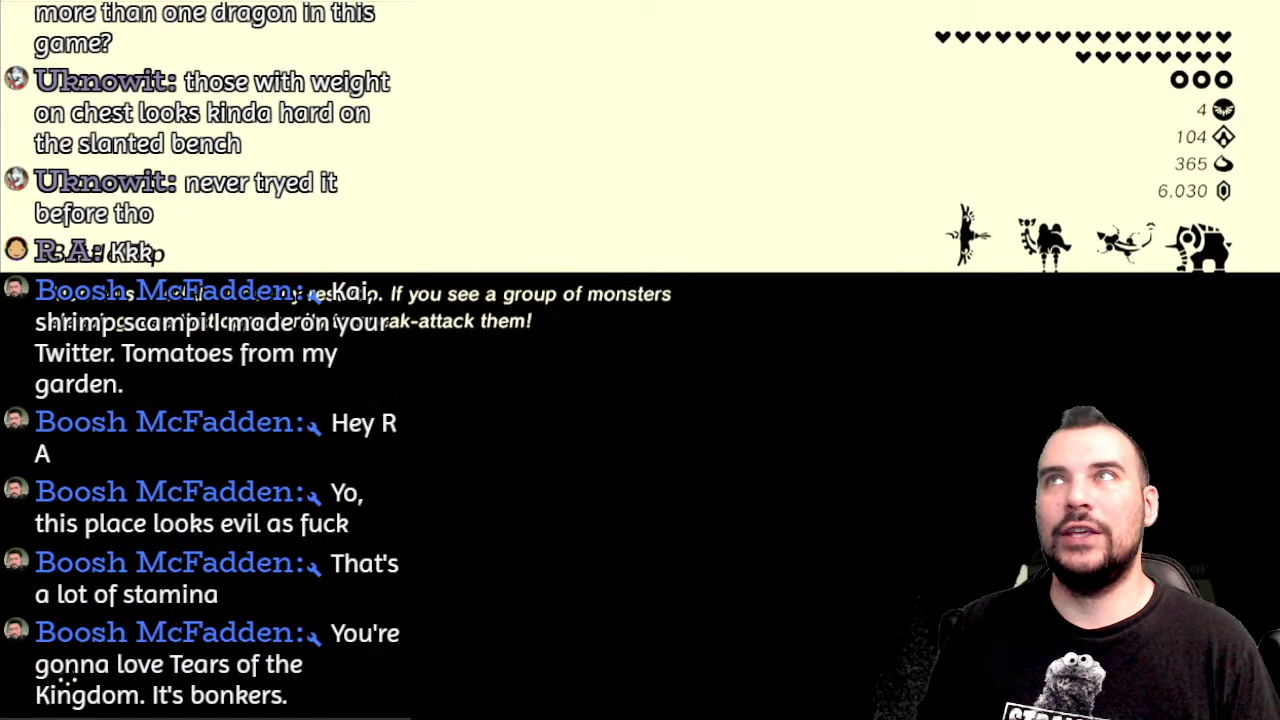 more than one dragon in this
game?
Uknowit: those with weight
on chest looks kinda hard on
the slanted bench
Uknowit: never tryed it
before tho
R A: Kkk
Boosh McFadden: Kai,
shrimp scampi I made on your
Twitter. Tomatoes from my
garden.
Boosh McFadden: Hey R
A
Boosh McFadden: Yo,
this place looks evil as fuck
Boosh McFadden: That's
a lot of stamina
Boosh McFadden: You're
gonna love Tears of the
Kingdom. It's bonkers.
4
104
365
6.030
If you see a group of monsters
-attack them!